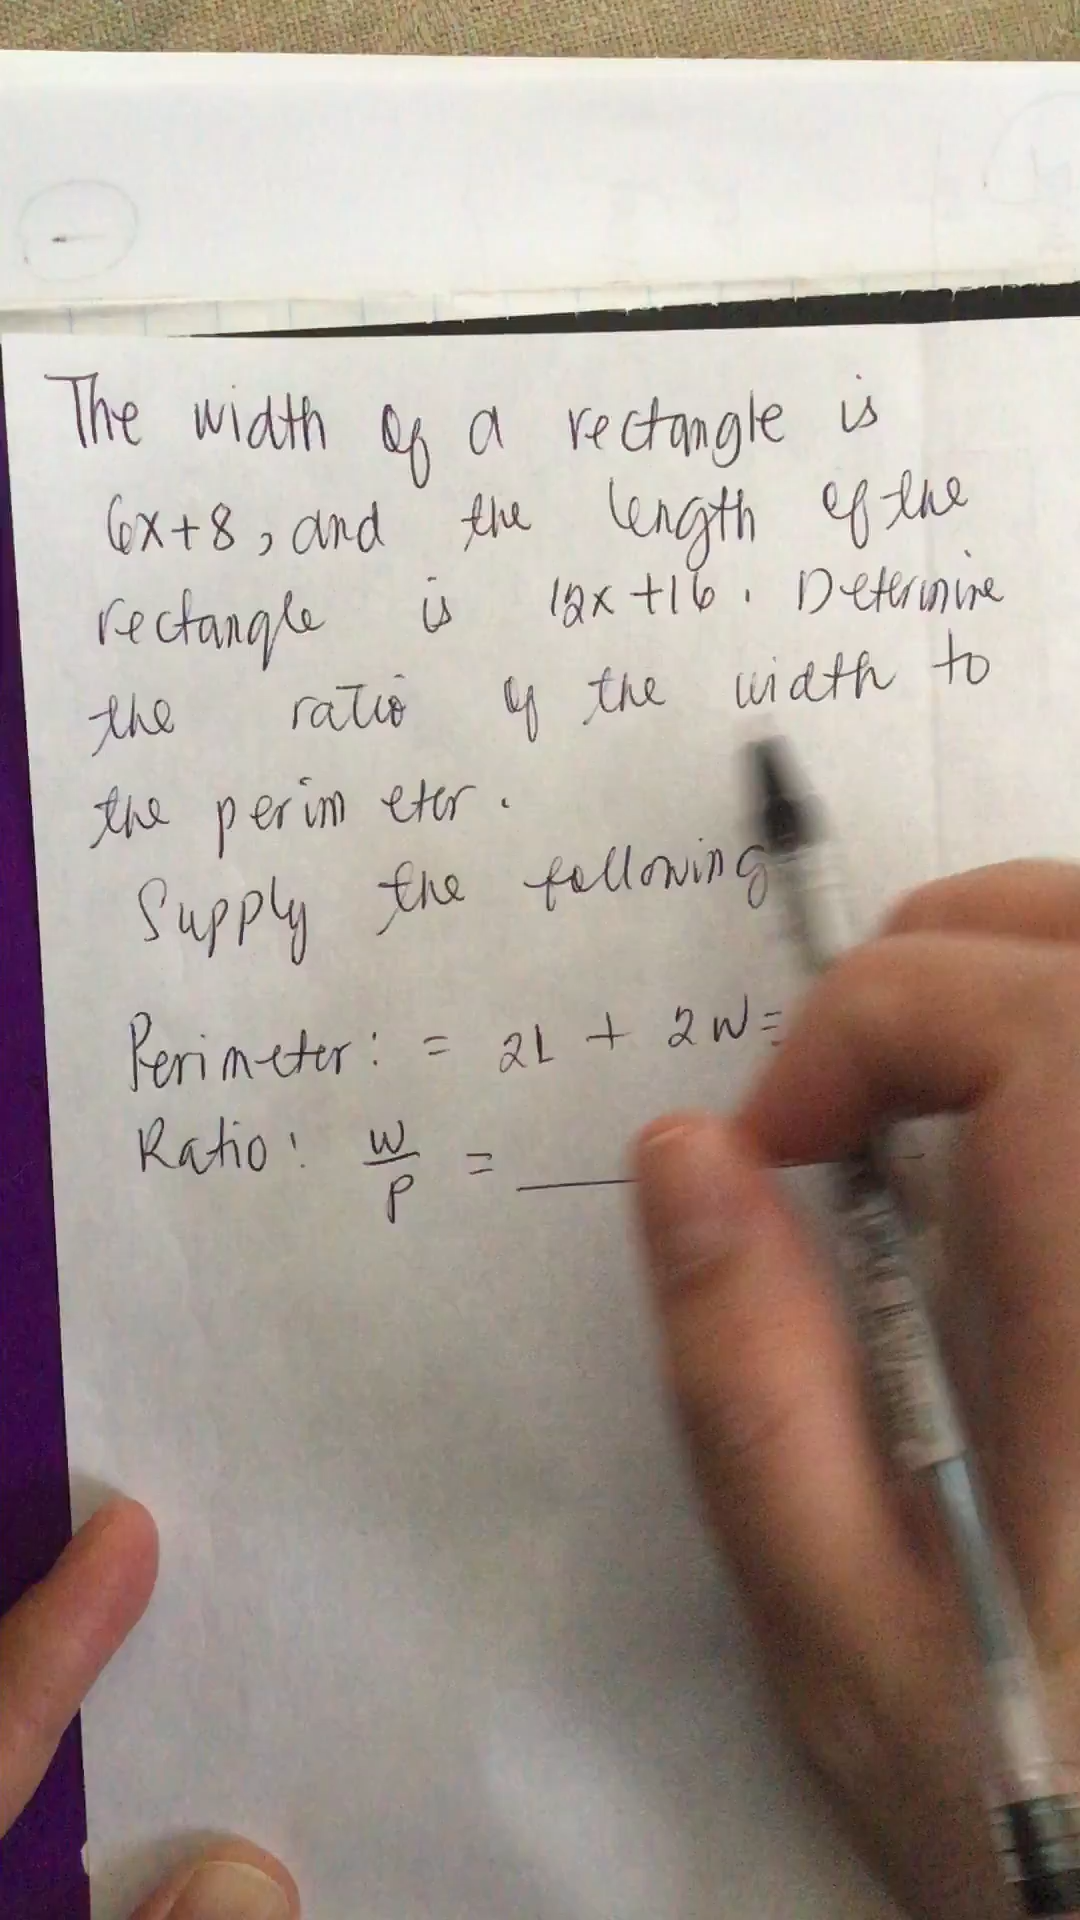 The width of a rectangle is
6x+8, and the length of the
rectangle is 12x+16. Determine
the ratio of the width to
the perimeter.
Supply the following
Perimeter: = 2L + 2W=
Ratio: W/P = ___